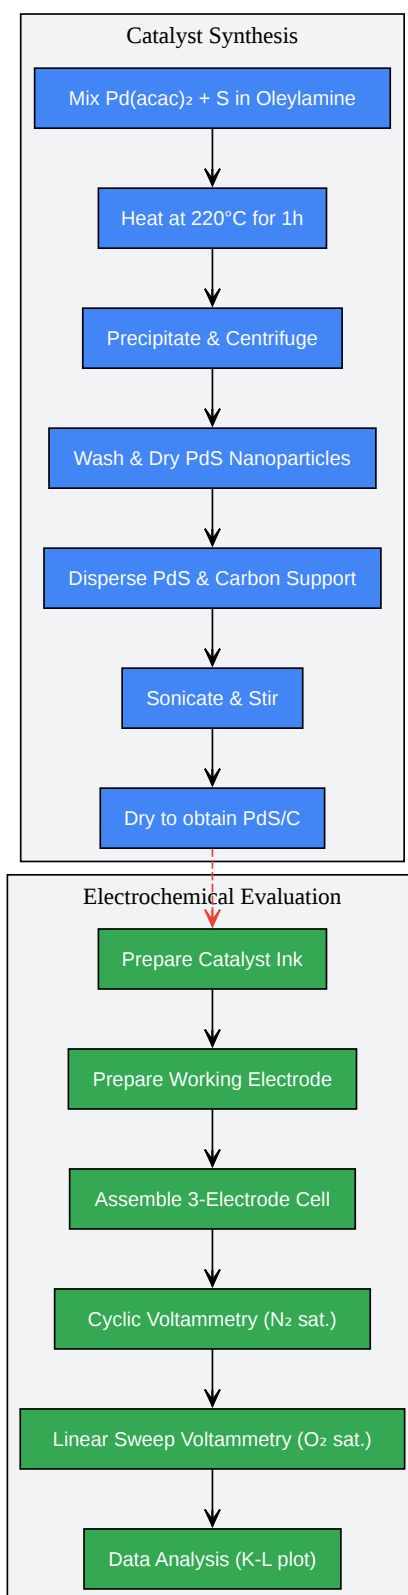 Catalyst Synthesis
Mix Pd(acac)₂ + S in Oleylamine
Heat at 220°C for 1h
Precipitate & Centrifuge
Wash & Dry PdS Nanoparticles
Disperse PdS & Carbon Support
Sonicate & Stir
Dry to obtain PdS/C
Electrochemical Evaluation
Prepare Catalyst Ink
Prepare Working Electrode
Assemble 3-Electrode Cell
Cyclic Voltammetry (N₂ sat.)
Linear Sweep Voltammetry (O₂ sat.)
Data Analysis (K-L plot)